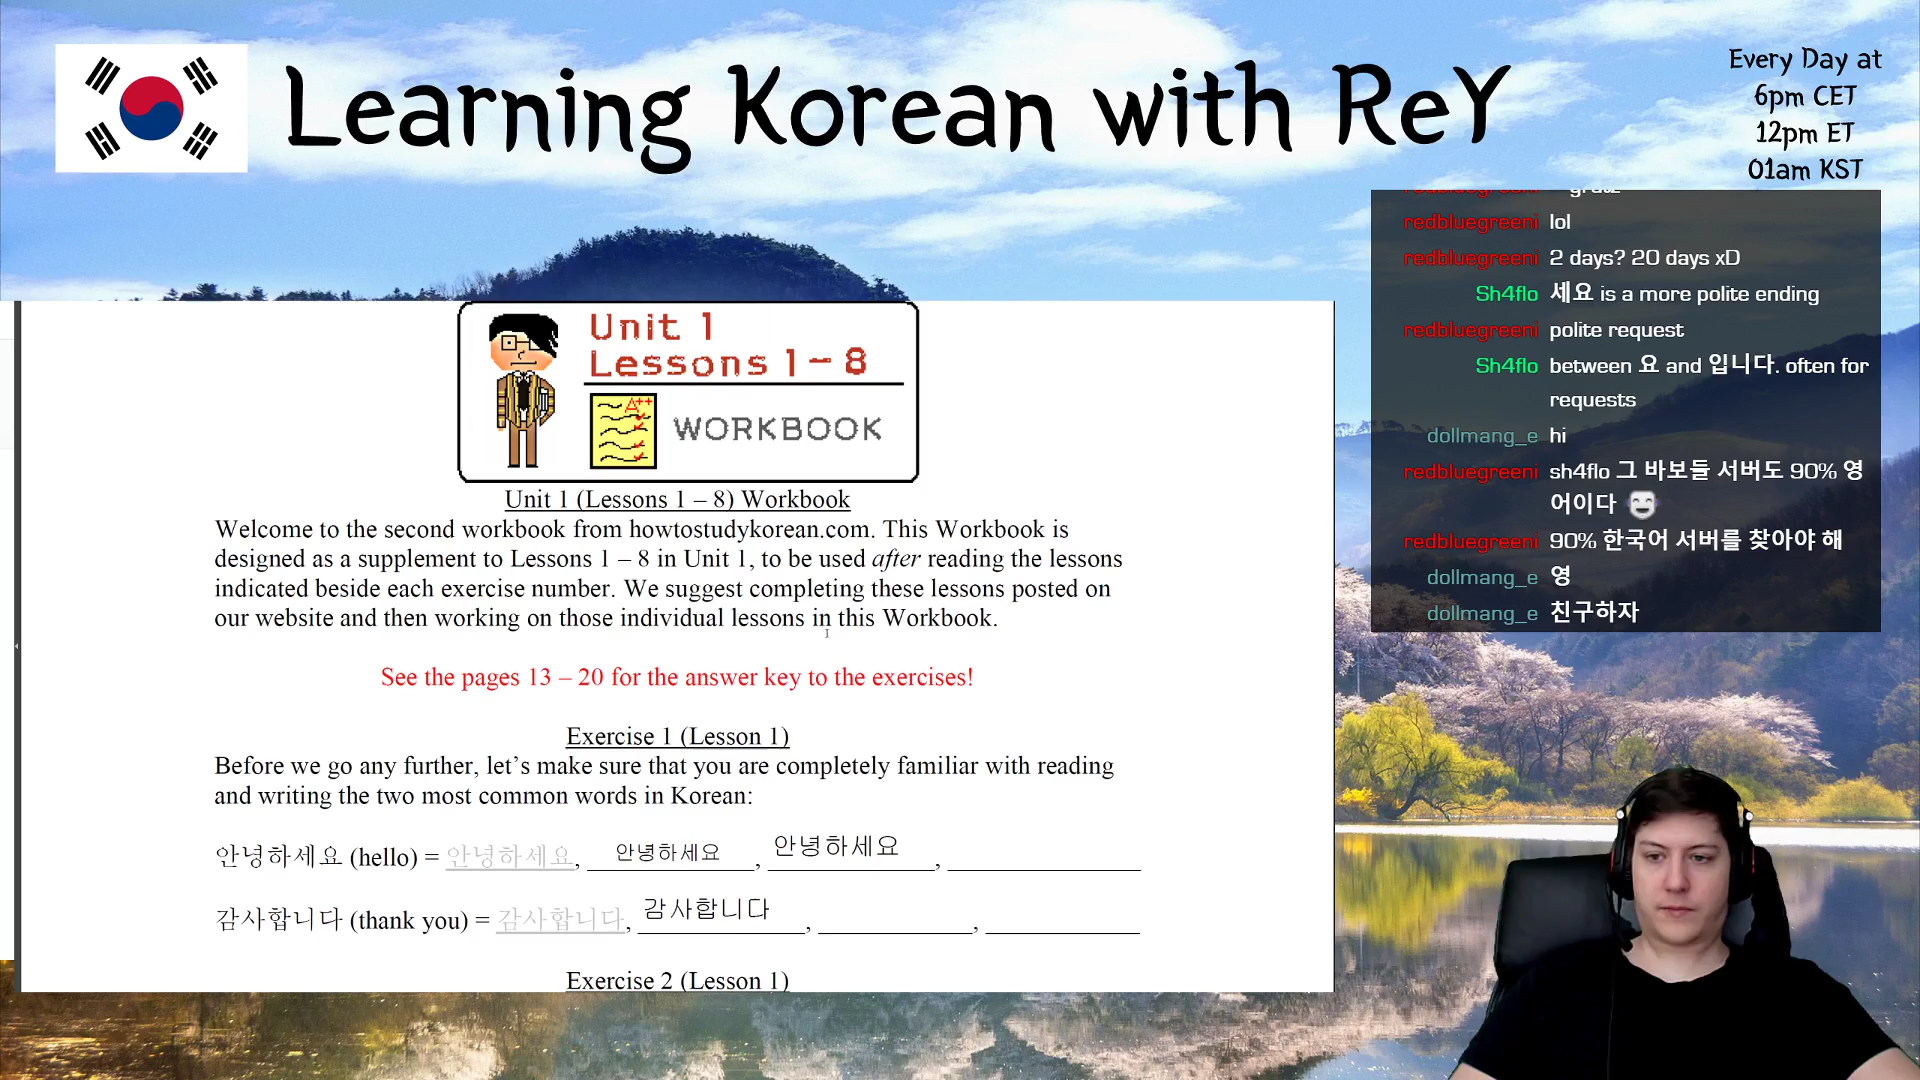 Learning Korean with ReY
Every Day at
6pm CET
12pm ET
01am KST
redbluegreeni lol
redbluegreeni 2 days? 20 days xD
Sh4flo 세요 is a more polite ending
redbluegreeni polite request
Sh4flo between 요 and 입니다. often for
requests
dollmang_e hi
redbluegreeni sh4flo 그 바보들 서버도 90% 영
어이다
redbluegreeni 90% 한국어 서버를 찾아야 해
dollmang_e 영
dollmang_e 친구하자
Unit 1
Lessons 1-8
A++
WORKBOOK
Unit 1 (Lessons 1 – 8) Workbook
Welcome to the second workbook from howtostudykorean.com. This Workbook is
designed as a supplement to Lessons 1 – 8 in Unit 1, to be used after reading the lessons
indicated beside each exercise number. We suggest completing these lessons posted on
our website and then working on those individual lessons in this Workbook.
See the pages 13 – 20 for the answer key to the exercises!
Exercise 1 (Lesson 1)
Before we go any further, let’s make sure that you are completely familiar with reading
and writing the two most common words in Korean:
안녕하세요 (hello) = 안녕하세요, 안녕하세요, 안녕하세요,
감사합니다 (thank you) = 감사합니다, 감사합니다, ,
Exercise 2 (Lesson 1)